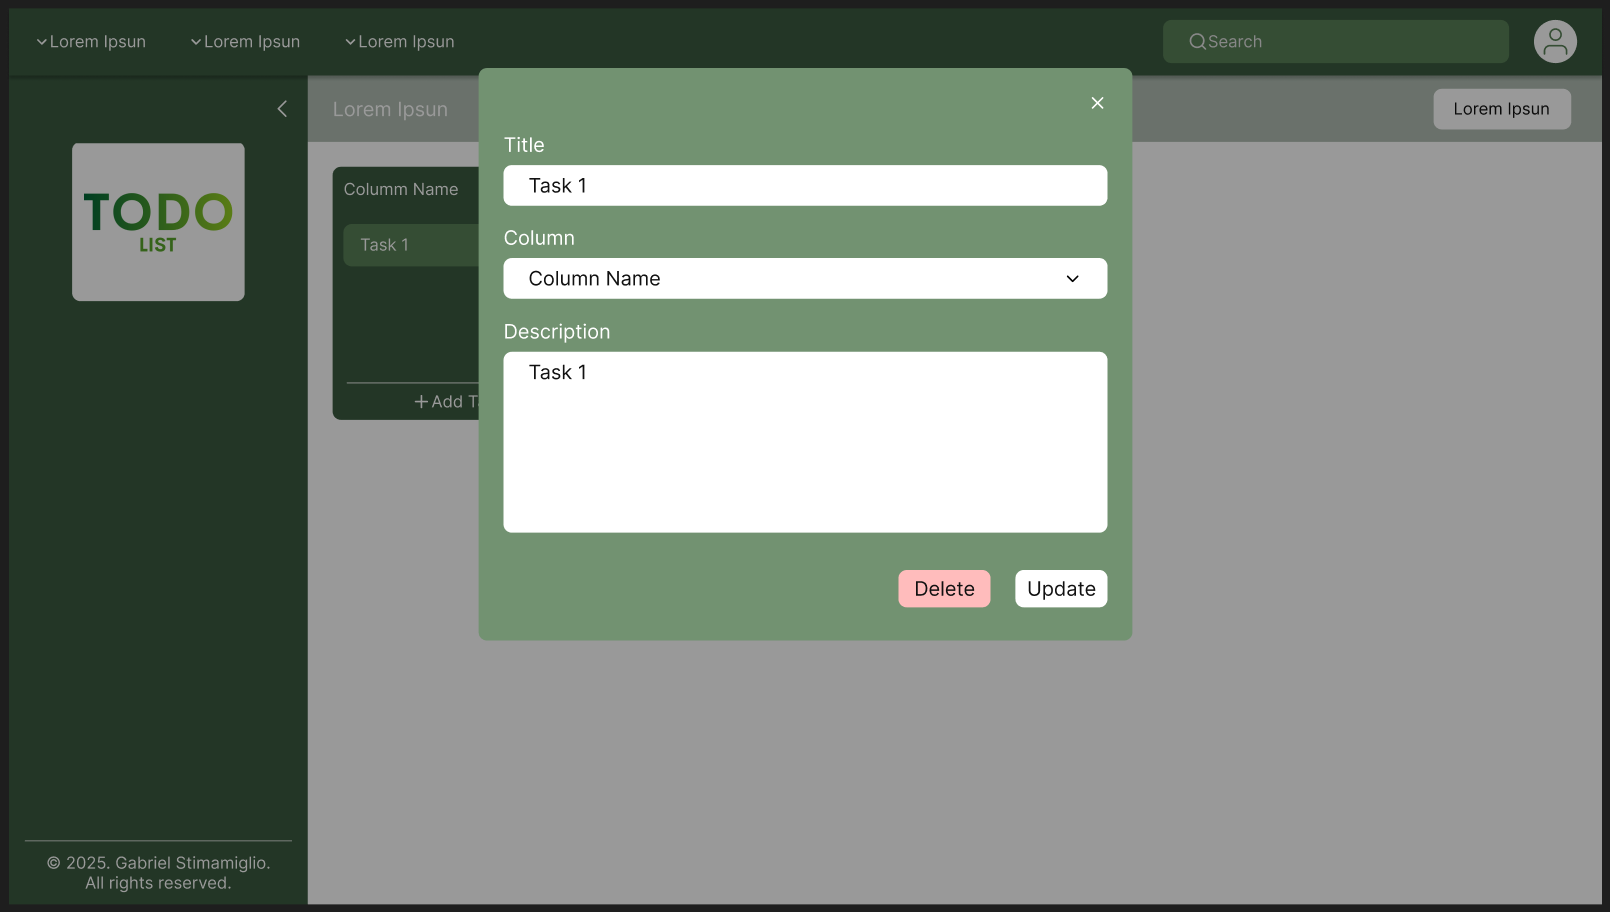 Lorem Ipsun
Lorem Ipsun
Lorem Ipsun
Search
Lorem Ipsun
Lorem Ipsun
TODO
LIST
Columm Name
Task 1
Add
Title
Task 1
Column
Column Name
Description
Task 1
Delete
Update
© 2025. Gabriel Stimamiglio.
All rights reserved.